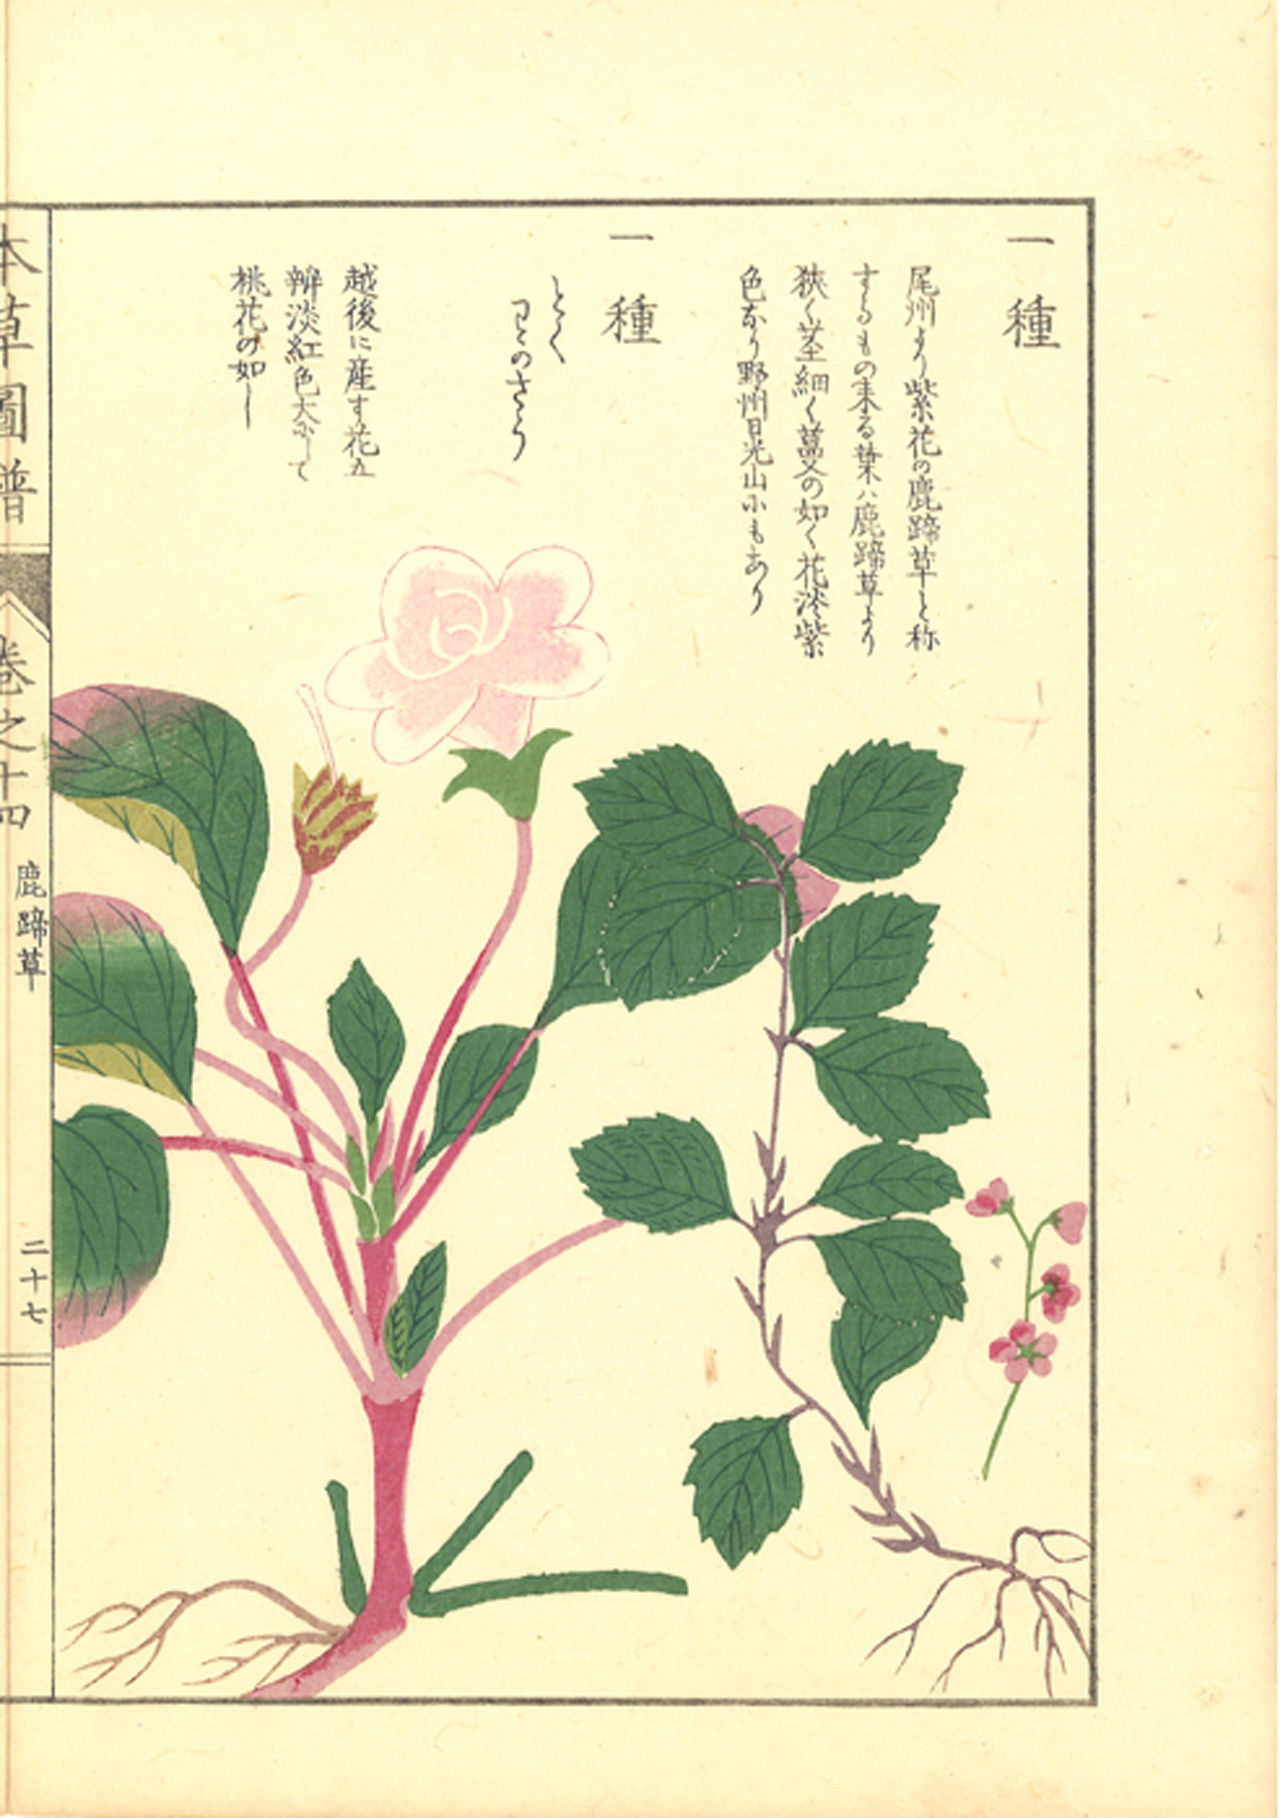 一種
尾州より紫花の鹿蹄草と称
するもの来る葉ハ鹿蹄草より
狭く茎細く蔓の如く花淡紫
色なり野州日光山にもあり
一種
とく
わのさう
越後に産す花五
瓣淡紅色大にして
桃花の如し
本草圖譜
巻之十四
鹿蹄草
二十七